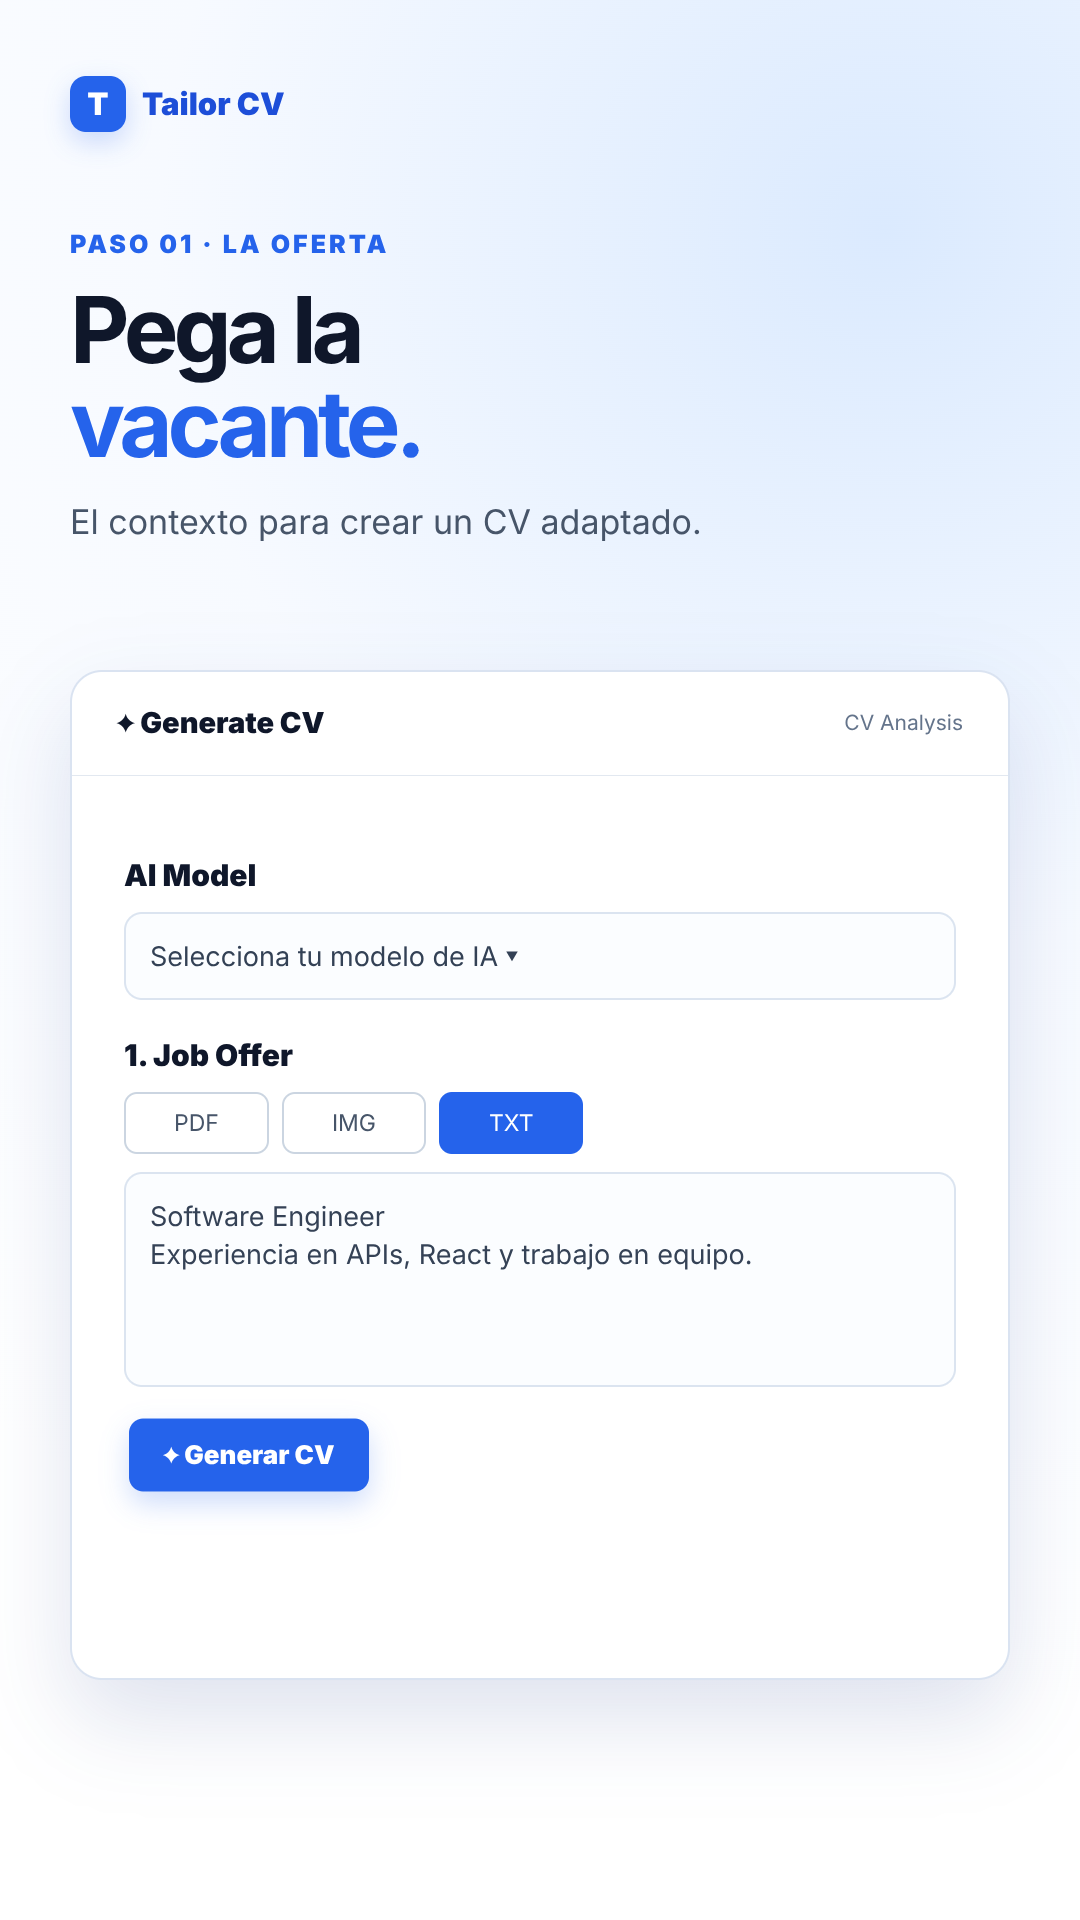 T Tailor CV
PASO 01 · LA OFERTA
Pega la
vacante.
El contexto para crear un CV adaptado.
✦ Generate CV
CV Analysis
AI Model
Selecciona tu modelo de IA ▾
1. Job Offer
PDF IMG TXT
Software Engineer
Experiencia en APIs, React y trabajo en equipo.
✦ Generar CV